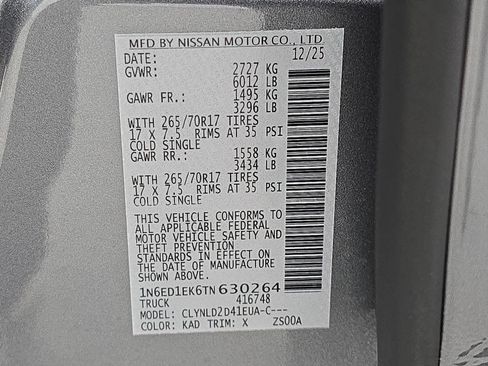 MFD BY NISSAN MOTOR CO., LTD.
DATE: 12/25
GVWR: 2727 KG
6012 LB
GAWR FR.: 1495 KG
3296 LB
WITH 265/70R17 TIRES
17 X 7.5 RIMS AT 35 PSI
COLD SINGLE
GAWR RR.: 1558 KG
3434 LB
WITH 265/70R17 TIRES
17 X 7.5 RIMS AT 35 PSI
COLD SINGLE
THIS VEHICLE CONFORMS TO
ALL APPLICABLE FEDERAL
MOTOR VEHICLE SAFETY AND
THEFT PREVENTION
STANDARDS IN EFFECT ON
THE DATE OF MANUFACTURE
SHOWN ABOVE.
1N6ED1EK6TN630264
TRUCK 416748
MODEL: CLYNLD2D41EUA-C---
COLOR: KAD TRIM: X ZS00A